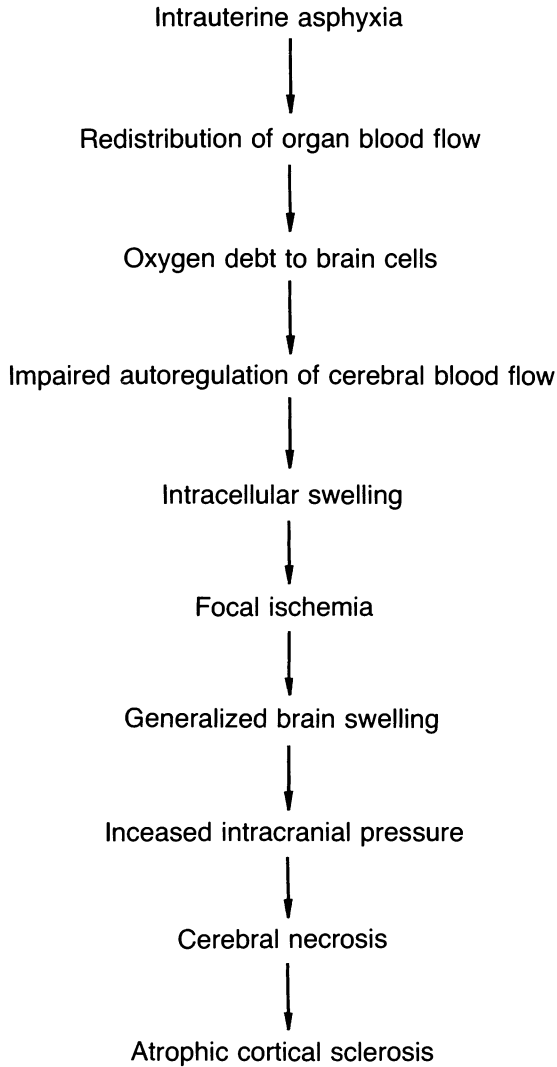 Intrauterine asphyxia
Redistribution of organ blood flow
Oxygen debt to brain cells
Impaired autoregulation of cerebral blood flow
Intracellular swelling
Focal ischemia
Generalized brain swelling
Inceased intracranial pressure
Cerebral necrosis
Atrophic cortical sclerosis